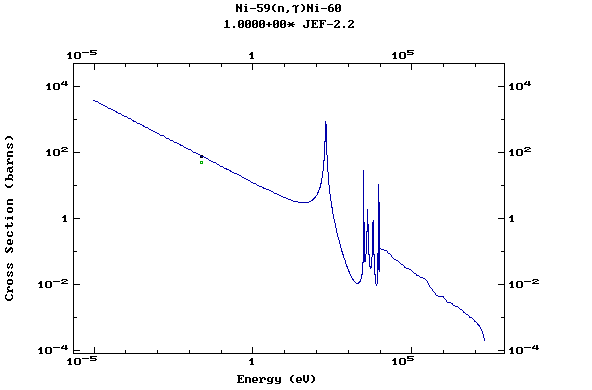 Ni-59(n,γ)Ni-60
1.0000+00* JEF-2.2
10⁻⁵ 1 10⁵
10⁴ 10⁴
10² 10²
1 1
10⁻² 10⁻²
10⁻⁴ 10⁻⁴
10⁻⁵ 1 10⁵
Cross Section (barns)
Energy (eV)